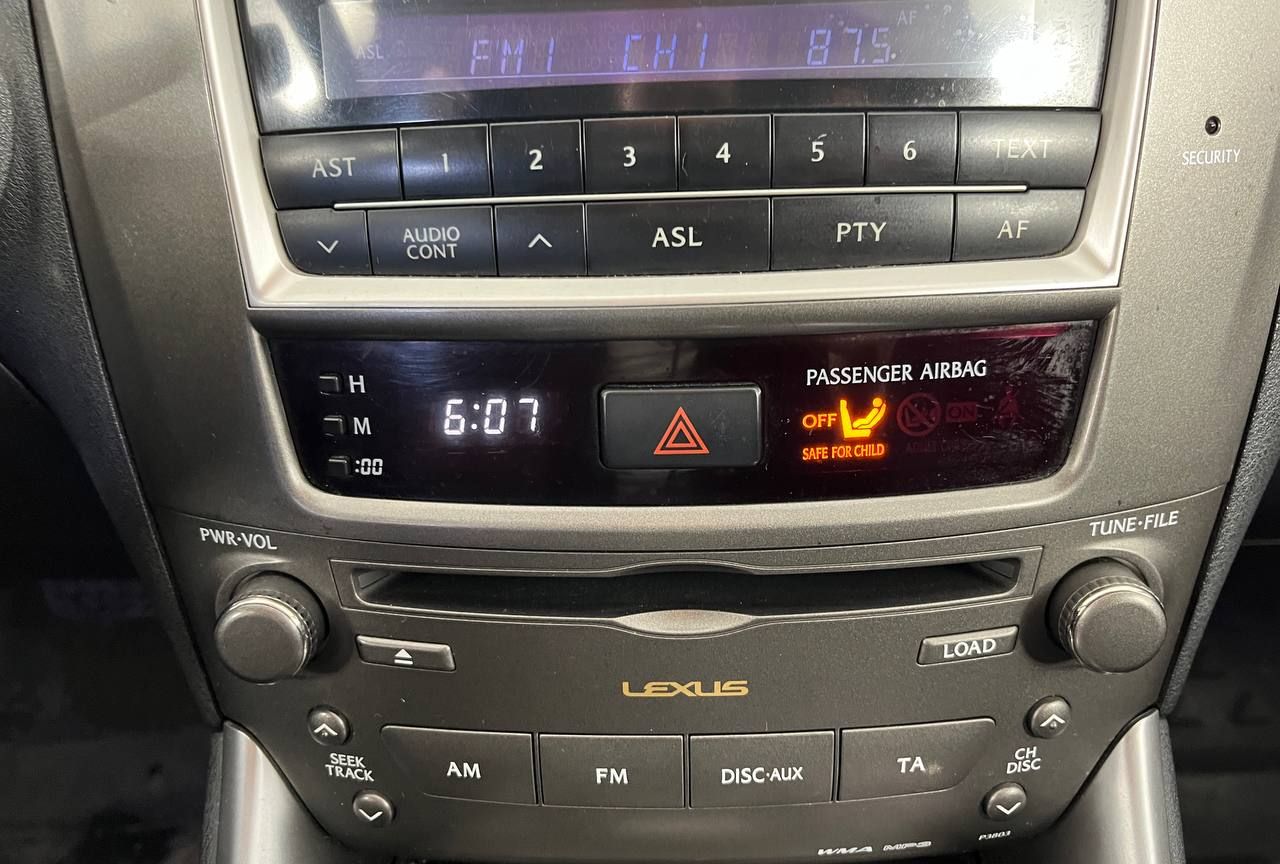 AF
ASL FM1 CH1 87.5
AST 1 2 3 4 5 6 TEXT
AUDIO CONT ASL PTY AF
SECURITY
H
M
:00
6:07
PASSENGER AIRBAG
OFF ON
SAFE FOR CHILD
PWR·VOL
TUNE·FILE
LOAD
LEXUS
SEEK
TRACK
AM FM DISC·AUX TA
CH
DISC
P3803
WMA MP3